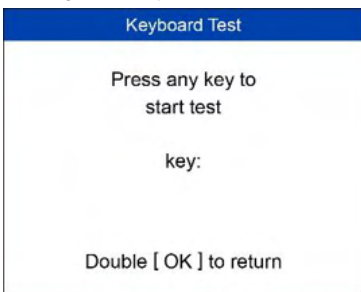 Keyboard Test
Press any key to
start test
key:
Double [ OK ] to return